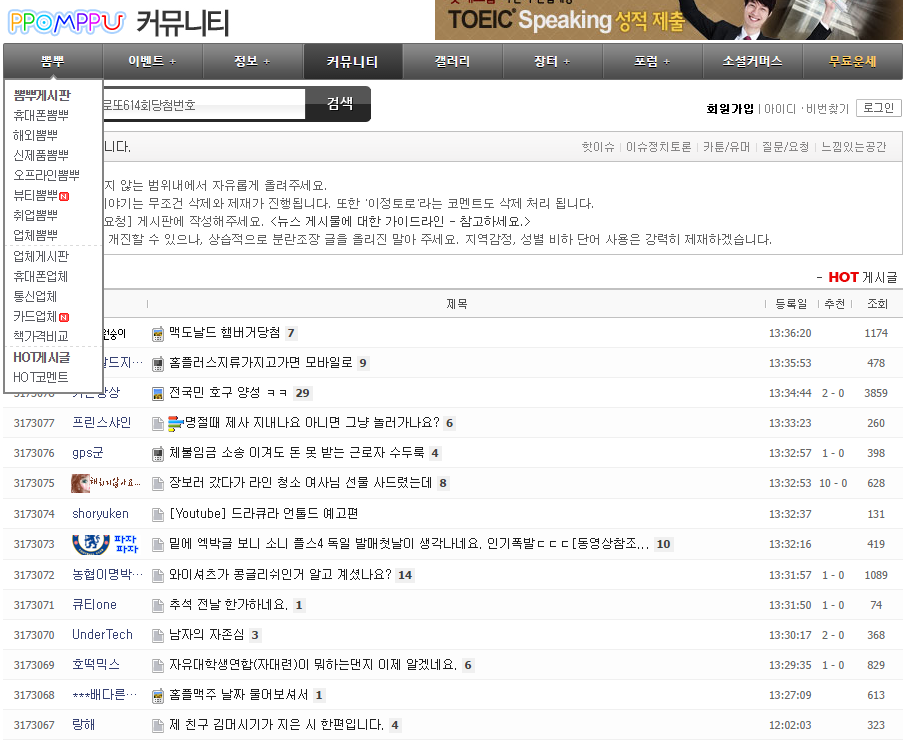 PPOMPPU 커뮤니티
TOEIC Speaking 성적 제출
뽐뿌 이벤트 + 정보 + 커뮤니티 갤러리 장터 + 포럼 + 소셜커머스 무료운세
뽐뿌게시판
휴대폰뽐뿌
해외뽐뿌
신제품뽐뿌
오프라인뽐뿌
뷰티뽐뿌 N
취업뽐뿌
업체뽐뿌
업체게시판
휴대폰업체
통신업체
카드업체 N
책가격비교
HOT게시글
HOT코멘트
로또614회당첨번호 검색
회원가입 | 아이디 · 비번찾기 로그인
니다.
핫이슈 | 이슈정치토론 | 카툰/유머 | 질문/요청 | 느낌있는공간
지 않는 범위내에서 자유롭게 올려주세요.
이야기는 무조건 삭제와 제재가 진행됩니다. 또한 '이정토로'라는 코멘트도 삭제 처리 됩니다.
요청] 게시판에 작성해주세요. <뉴스 게시물에 대한 가이드라인 - 참고하세요.>
개진할 수 있으나, 상습적으로 분란조장 글을 올리진 말아 주세요. 지역감정, 성별 비하 단어 사용은 강력히 제재하겠습니다.
- HOT 게시글
제목 등록일 추천 조회
맥도날드 햄버거당첨 7 13:36:20 1174
날드지… 홈플러스지류가지고가면 모바일로 9 13:35:53 478
전국민 호구 양성 ㅋㅋ 29 13:34:44 2 - 0 3859
3173077 프린스샤인 명절때 제사 지내나요 아니면 그냥 놀러가나요? 6 13:33:23 260
3173076 gps군 체불임금 소송 이겨도 돈 못 받는 근로자 수두룩 4 13:32:57 1 - 0 398
3173075 장보러 갔다가 라인 청소 여사님 선물 사드렸는데 8 13:32:53 10 - 0 628
3173074 shoryuken [Youtube] 드라큐라 언톨드 예고편 13:32:37 131
3173073 파자 파자 밑에 엑박글 보니 소니 플스4 독일 발매첫날이 생각나네요. 인기폭발ㄷㄷㄷ[동영상참조... 10 13:32:16 419
3173072 농협이명박… 와이셔츠가 콩글리쉬인거 알고 계셨나요? 14 13:31:57 1 - 0 1089
3173071 큐티one 추석 전날 한가하네요. 1 13:31:50 1 - 0 74
3173070 UnderTech 남자의 자존심 3 13:30:17 2 - 0 368
3173069 호떡믹스 자유대학생연합(자대련)이 뭐하는덴지 이제 알겠네요. 6 13:29:35 1 - 0 829
3173068 ***배다른… 홈플맥주 날짜 물어보셔서 1 13:27:09 613
3173067 랑해 제 친구 김머시기가 지은 시 한편입니다. 4 12:02:03 323